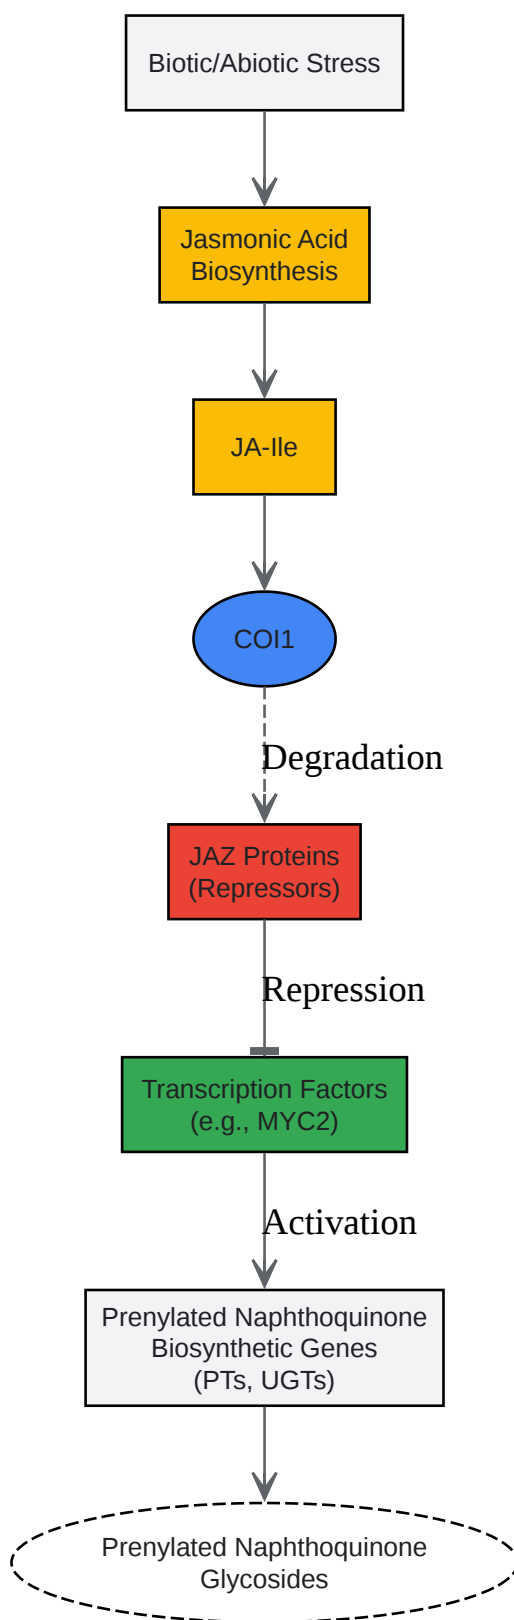 Biotic/Abiotic Stress
Jasmonic Acid
Biosynthesis
JA-Ile
COI1
Degradation
JAZ Proteins
(Repressors)
Repression
Transcription Factors
(e.g., MYC2)
Activation
Prenylated Naphthoquinone
Biosynthetic Genes
(PTs, UGTs)
Prenylated Naphthoquinone
Glycosides